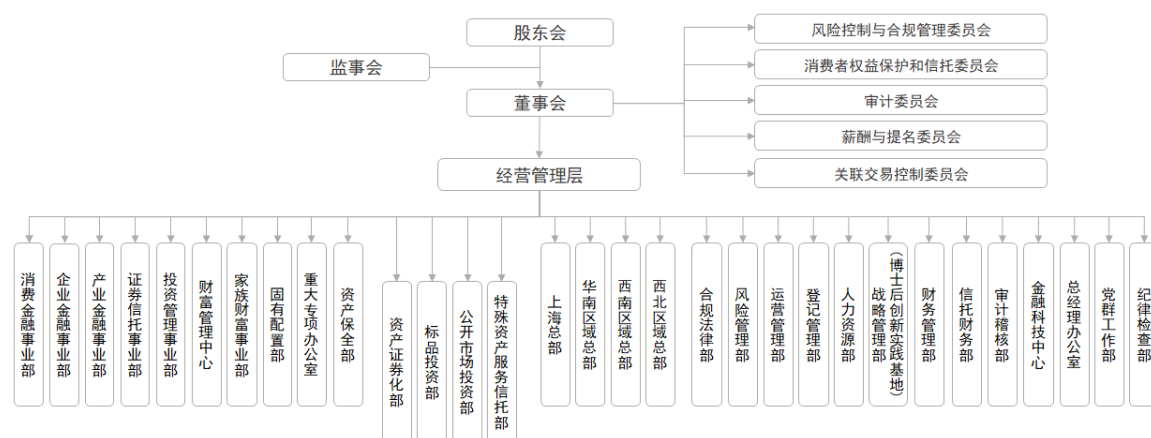 股东会
监事会
董事会
经营管理层
风险控制与合规管理委员会
消费者权益保护和信托委员会
审计委员会
薪酬与提名委员会
关联交易控制委员会
消费金融事业部
企业金融事业部
产业金融事业部
证券信托事业部
投资管理事业部
财富管理中心
家族财富事业部
固有配置部
重大专项办公室
资产保全部
资产证券化部
标品投资部
公开市场投资部
特殊资产服务信托部
上海总部
华南区域总部
西南区域总部
西北区域总部
合规法律部
风险管理部
运营管理部
登记管理部
人力资源部
战略管理部
（博士后创新实践基地）
财务管理部
信托财务部
审计稽核部
金融科技中心
总经理办公室
党群工作部
纪律检查部